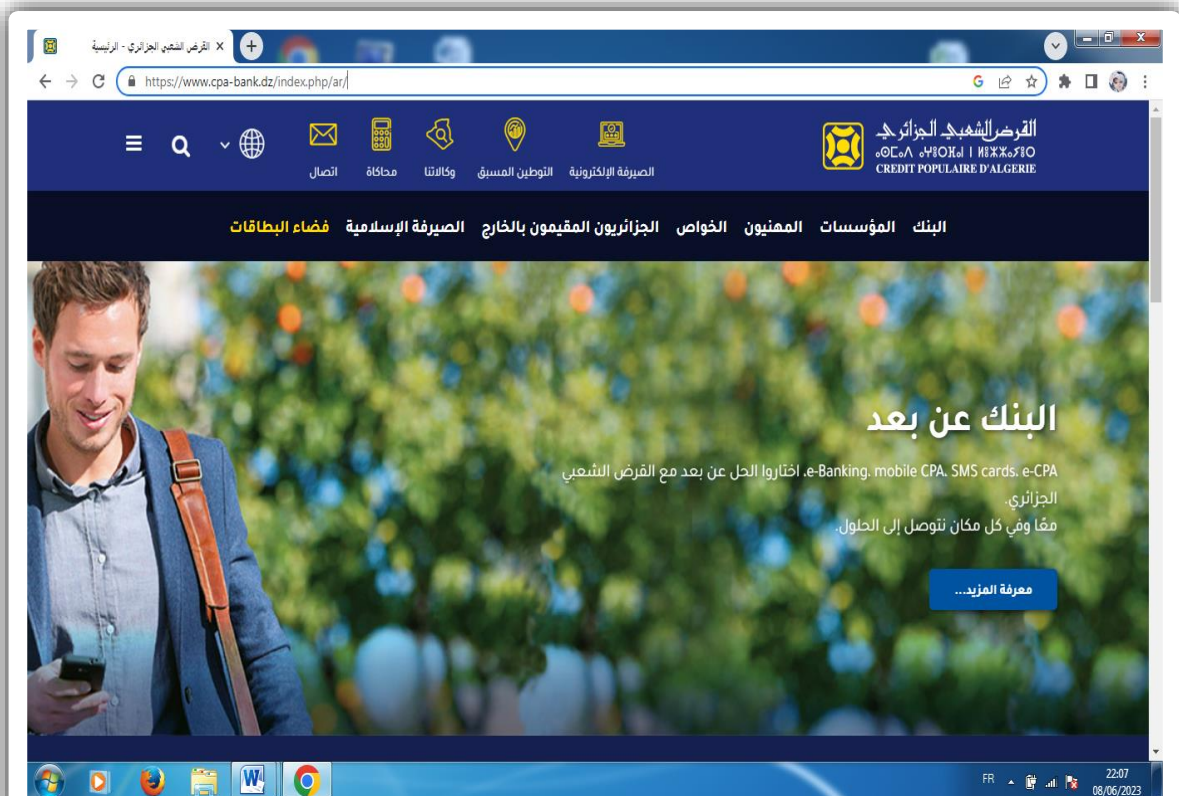 القرض الشعبي الجزائري - الرئيسية
https://www.cpa-bank.dz/index.php/ar/
القرض الشعبي الجزائري
ⴰⵙⵎⴰⴷ ⴰⵖⴻⵔⴼⴰⵏ ⵏ ⵍⴻⵣⵣⴰⵢⴻⵔ
CREDIT POPULAIRE D'ALGERIE
الصيرفة الإلكترونية التوطين المسبق وكالاتنا محاكاة اتصال
البنك المؤسسات المهنيون الخواص الجزائريون المقيمون بالخارج الصيرفة الإسلامية فضاء البطاقات
البنك عن بعد
e-Banking. mobile CPA. SMS cards. e-CPA. اختاروا الحل عن بعد مع القرض الشعبي
الجزائري.
معًا وفي كل مكان نتوصل إلى الحلول.
معرفة المزيد...
FR
22:07
08/06/2023